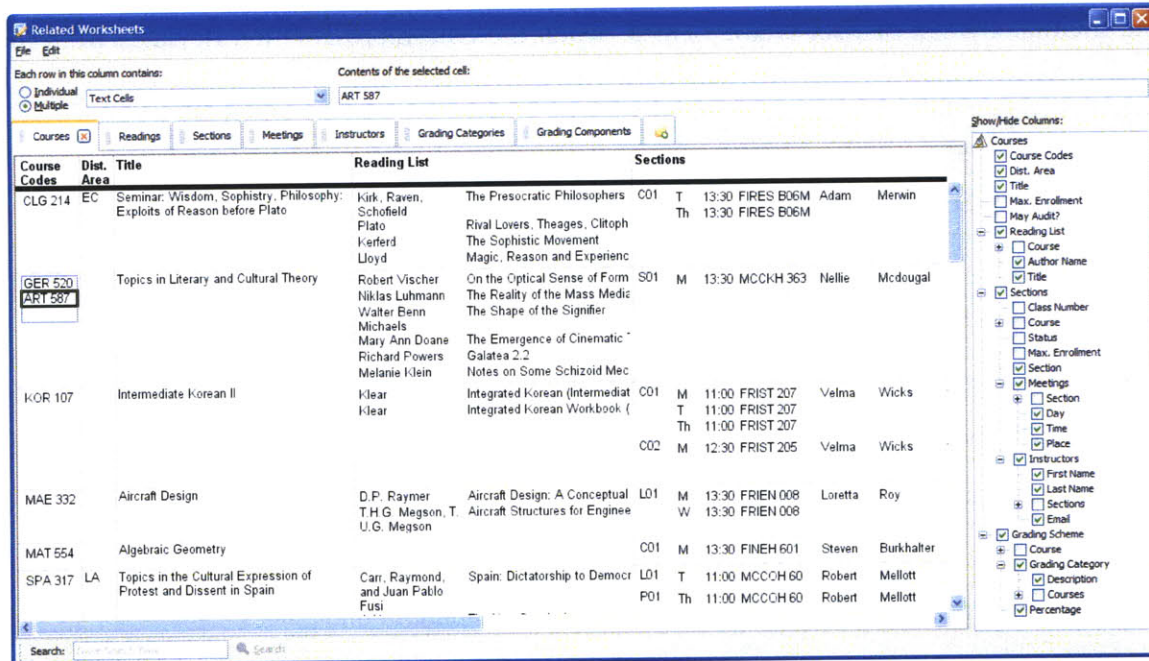 Related Worksheets
File Edit
Each row in this column contains:
Contents of the selected cell:
Individual
Multiple
Text Cells
ART 587
Courses Readings Sections Meetings Instructors Grading Categories Grading Components
Course Codes Dist. Area Title Reading List Sections
CLG 214 EC Seminar: Wisdom, Sophistry, Philosophy: Kirk, Raven, The Presocratic Philosophers C01 T 13:30 FIRES B06M Adam Merwin
Exploits of Reason before Plato Schofield Th 13:30 FIRES B06M
Plato Rival Lovers, Theages, Clitoph
Kerferd The Sophistic Movement
Lloyd Magic, Reason and Experienc
GER 520 Topics in Literary and Cultural Theory Robert Vischer On the Optical Sense of Form S01 M 13:30 MCCKH 363 Nellie Mcdougal
ART 587 Niklas Luhmann The Reality of the Mass Media
Walter Benn The Shape of the Signifier
Michaels
Mary Ann Doane The Emergence of Cinematic
Richard Powers Galatea 2.2
Melanie Klein Notes on Some Schizoid Mec
KOR 107 Intermediate Korean II Klear Integrated Korean (Intermediat C01 M 11:00 FRIST 207 Velma Wicks
Klear Integrated Korean Workbook ( T 11:00 FRIST 207
Th 11:00 FRIST 207
C02 M 12:30 FRIST 205 Velma Wicks
MAE 332 Aircraft Design D.P. Raymer Aircraft Design: A Conceptual L01 M 13:30 FRIEN 008 Loretta Roy
T.H.G. Megson, T. Aircraft Structures for Enginee W 13:30 FRIEN 008
U.G. Megson
MAT 554 Algebraic Geometry C01 M 13:30 FINEH 601 Steven Burkhalter
SPA 317 LA Topics in the Cultural Expression of Carr, Raymond, Spain: Dictatorship to Democr L01 T 11:00 MCCOH 60 Robert Mellott
Protest and Dissent in Spain and Juan Pablo P01 Th 11:00 MCCOH 60 Robert Mellott
Fusi
Search: Search
Show/Hide Columns:
Courses
Course Codes
Dist. Area
Title
Max. Enrollment
May Audit?
Reading List
Course
Author Name
Title
Sections
Class Number
Course
Status
Max. Enrollment
Section
Meetings
Section
Day
Time
Place
Instructors
First Name
Last Name
Sections
Email
Grading Scheme
Course
Grading Category
Description
Courses
Percentage